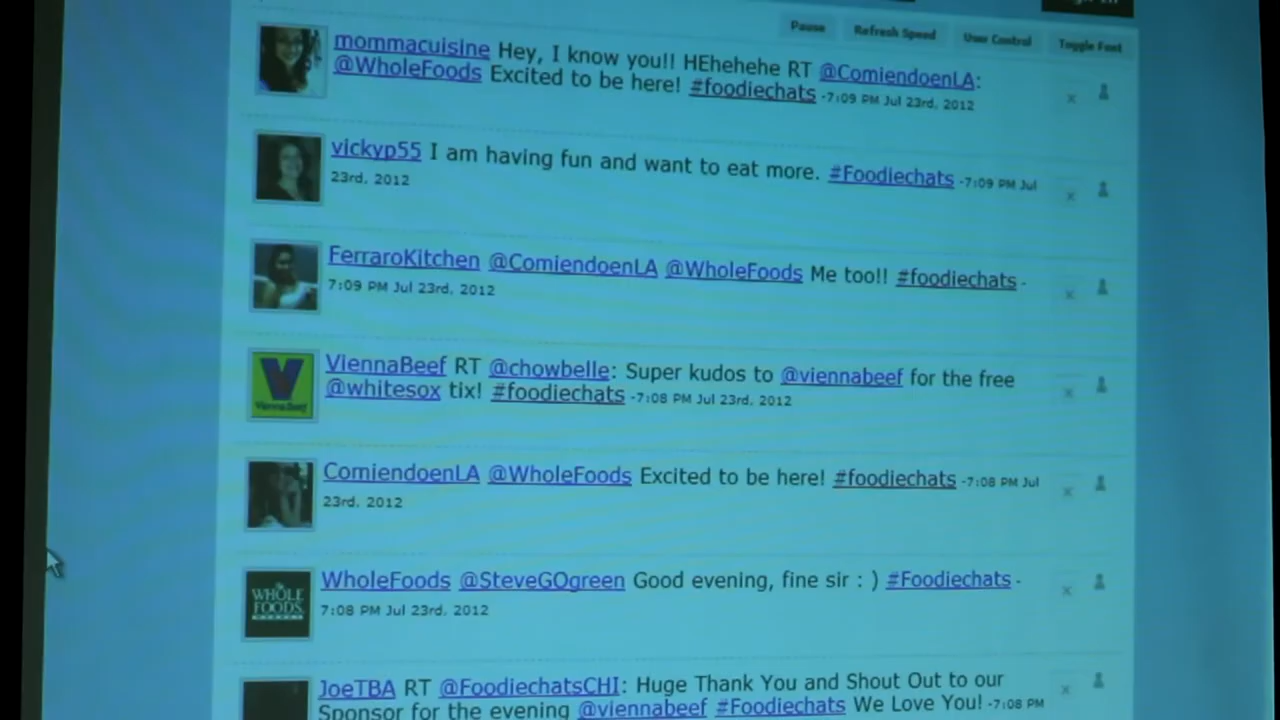 Pause Refresh Speed User Control Toggle Font
mommacuisine Hey, I know you!! HEhehehe RT @ComiendoenLA:
@WholeFoods Excited to be here! #foodiechats -7:09 PM Jul 23rd, 2012
vickyp55 I am having fun and want to eat more. #Foodiechats -7:09 PM Jul
23rd, 2012
FerraroKitchen @ComiendoenLA @WholeFoods Me too!! #foodiechats -
7:09 PM Jul 23rd, 2012
ViennaBeef RT @chowbelle: Super kudos to @viennabeef for the free
@whitesox tix! #foodiechats -7:08 PM Jul 23rd, 2012
V
Vienna Beef
ComiendoenLA @WholeFoods Excited to be here! #foodiechats -7:08 PM Jul
23rd, 2012
WholeFoods @SteveGOgreen Good evening, fine sir : ) #Foodiechats -
7:08 PM Jul 23rd, 2012
WHOLE
FOODS
JoeTBA RT @FoodiechatsCHI: Huge Thank You and Shout Out to our
Sponsor for the evening @viennabeef #Foodiechats We Love You! -7:08 PM